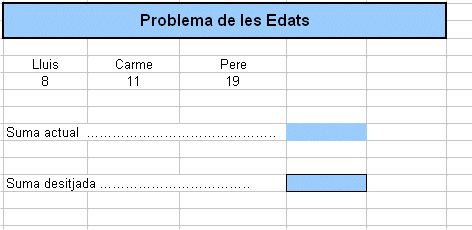 Problema de les Edats
Lluis Carme Pere
8 11 19
Suma actual ................................................
Suma desitjada ....................................